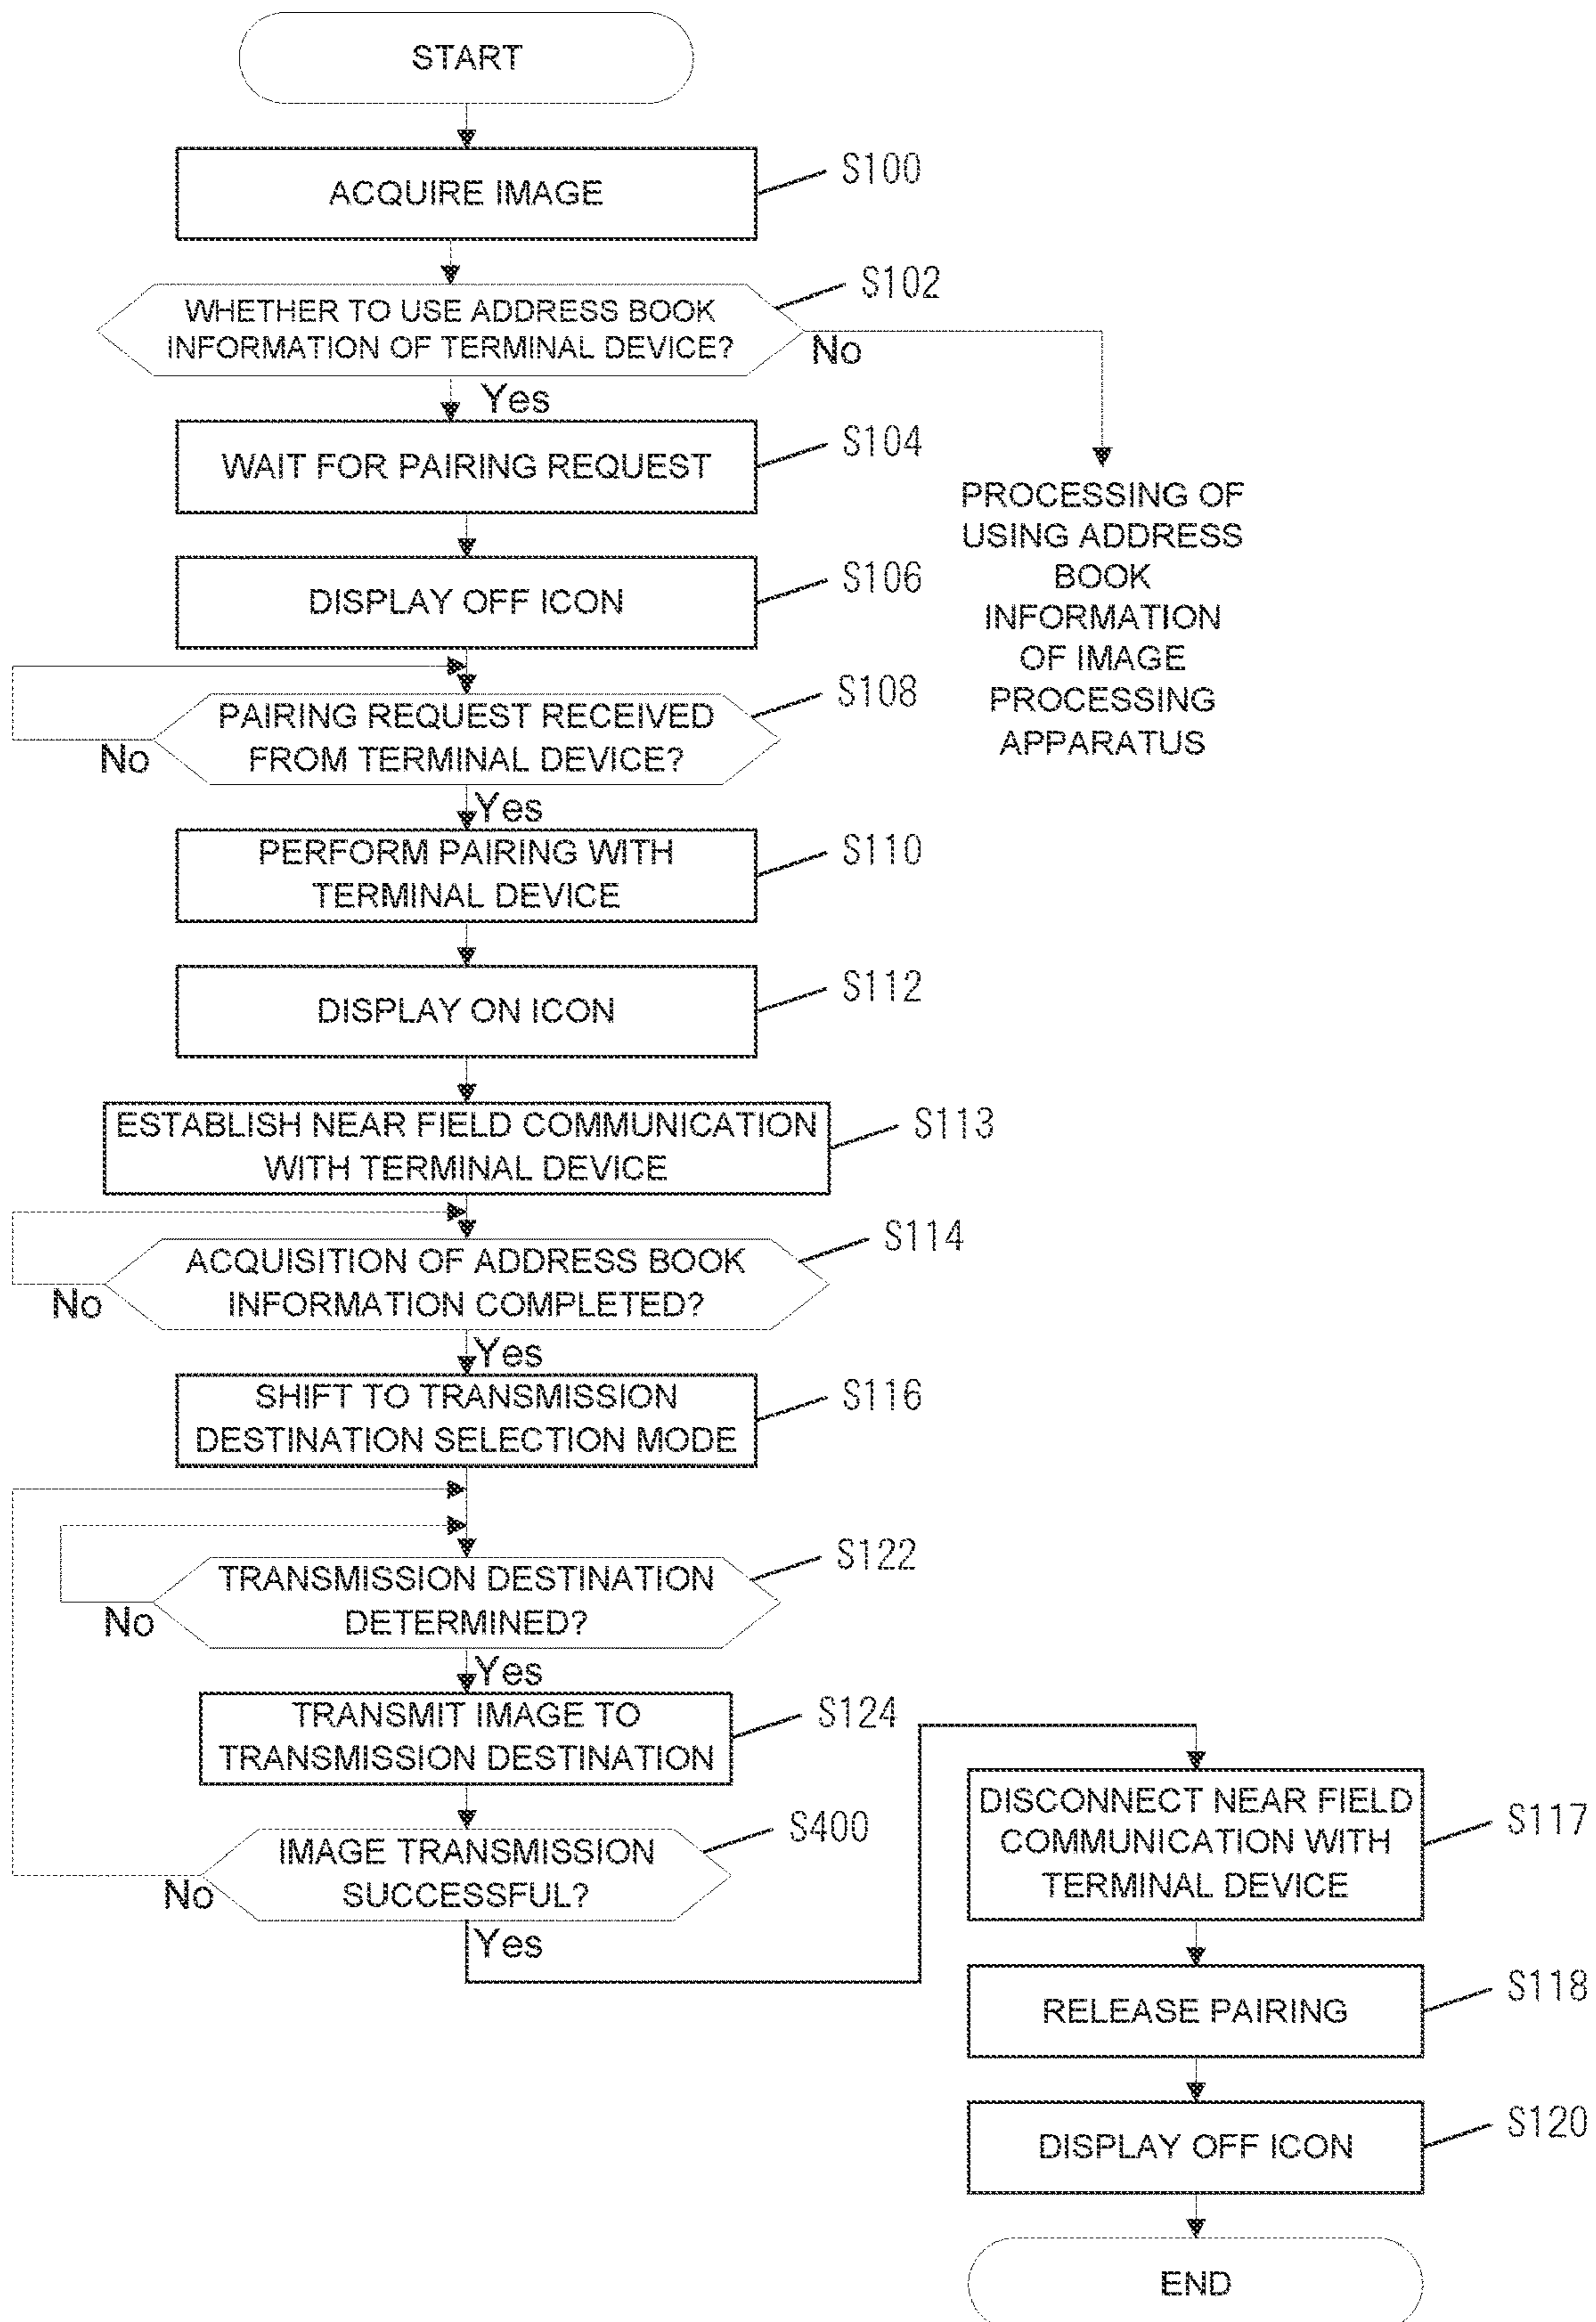 START
ACQUIRE IMAGE
S100
WHETHER TO USE ADDRESS BOOK
INFORMATION OF TERMINAL DEVICE?
S102
No
Yes
WAIT FOR PAIRING REQUEST
S104
PROCESSING OF
USING ADDRESS
BOOK
INFORMATION
OF IMAGE
PROCESSING
APPARATUS
DISPLAY OFF ICON
S106
PAIRING REQUEST RECEIVED
FROM TERMINAL DEVICE?
S108
No
Yes
PERFORM PAIRING WITH
TERMINAL DEVICE
S110
DISPLAY ON ICON
S112
ESTABLISH NEAR FIELD COMMUNICATION
WITH TERMINAL DEVICE
S113
ACQUISITION OF ADDRESS BOOK
INFORMATION COMPLETED?
S114
No
Yes
SHIFT TO TRANSMISSION
DESTINATION SELECTION MODE
S116
TRANSMISSION DESTINATION
DETERMINED?
S122
No
Yes
TRANSMIT IMAGE TO
TRANSMISSION DESTINATION
S124
IMAGE TRANSMISSION
SUCCESSFUL?
S400
No
Yes
DISCONNECT NEAR FIELD
COMMUNICATION WITH
TERMINAL DEVICE
S117
RELEASE PAIRING
S118
DISPLAY OFF ICON
S120
END